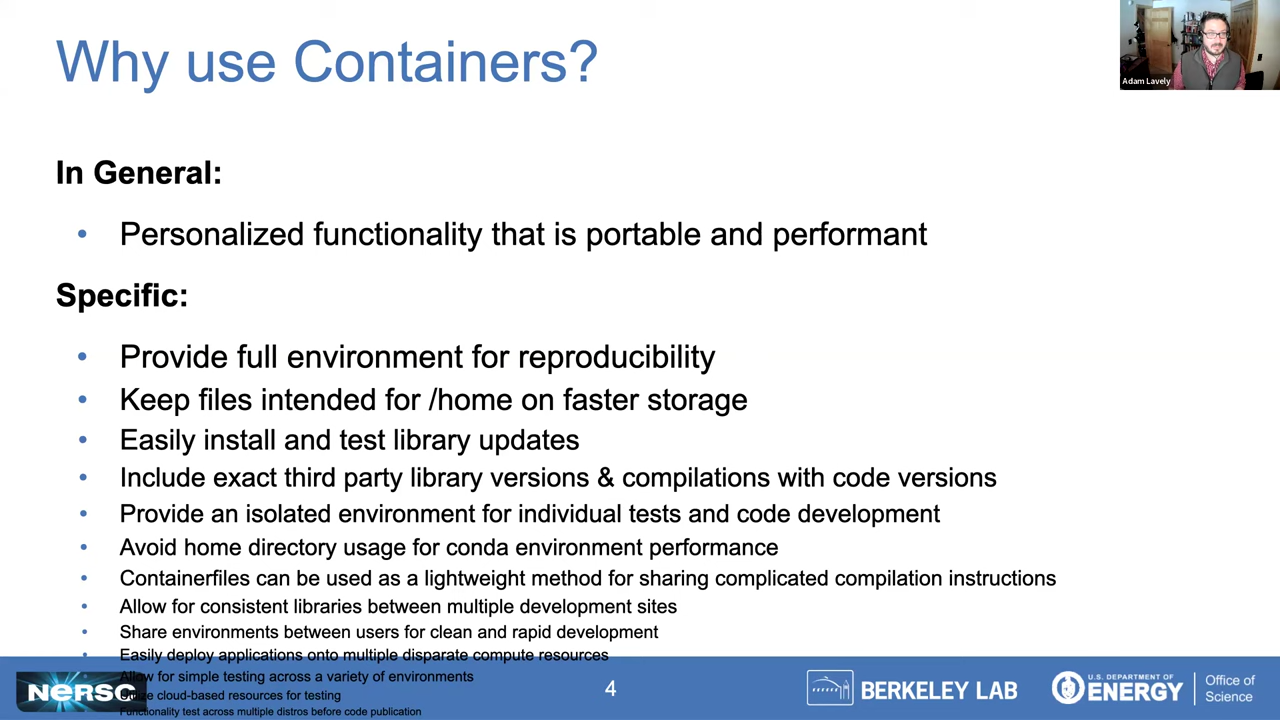 Why use Containers?
Adam Lavely
In General:
• Personalized functionality that is portable and performant
Specific:
• Provide full environment for reproducibility
• Keep files intended for /home on faster storage
• Easily install and test library updates
• Include exact third party library versions & compilations with code versions
• Provide an isolated environment for individual tests and code development
• Avoid home directory usage for conda environment performance
• Containerfiles can be used as a lightweight method for sharing complicated compilation instructions
• Allow for consistent libraries between multiple development sites
• Share environments between users for clean and rapid development
• Easily deploy applications onto multiple disparate compute resources
Allow for simple testing across a variety of environments
cloud-based resources for testing
Functionality test across multiple distros before code publication
NERSC
4
BERKELEY LAB
U.S. DEPARTMENT OF
ENERGY
Office of
Science